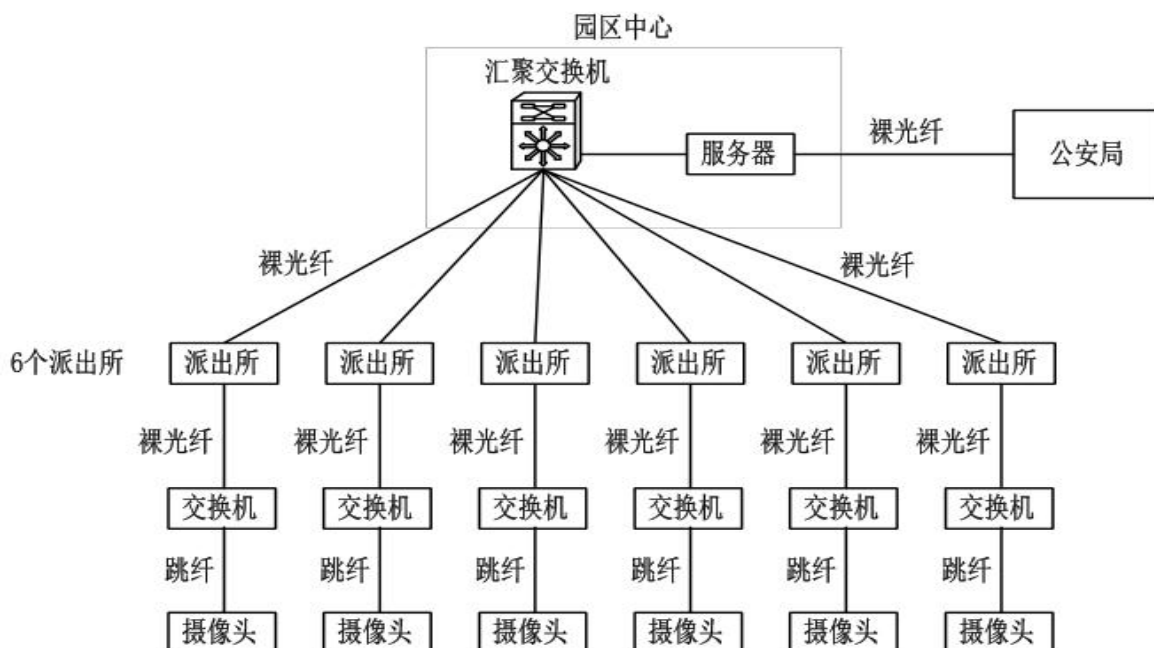 园区中心
汇聚交换机
服务器
裸光纤
公安局
裸光纤
裸光纤
6个派出所
派出所
派出所
派出所
派出所
派出所
派出所
裸光纤
裸光纤
裸光纤
裸光纤
裸光纤
裸光纤
交换机
交换机
交换机
交换机
交换机
交换机
跳纤
跳纤
跳纤
跳纤
跳纤
跳纤
摄像头
摄像头
摄像头
摄像头
摄像头
摄像头